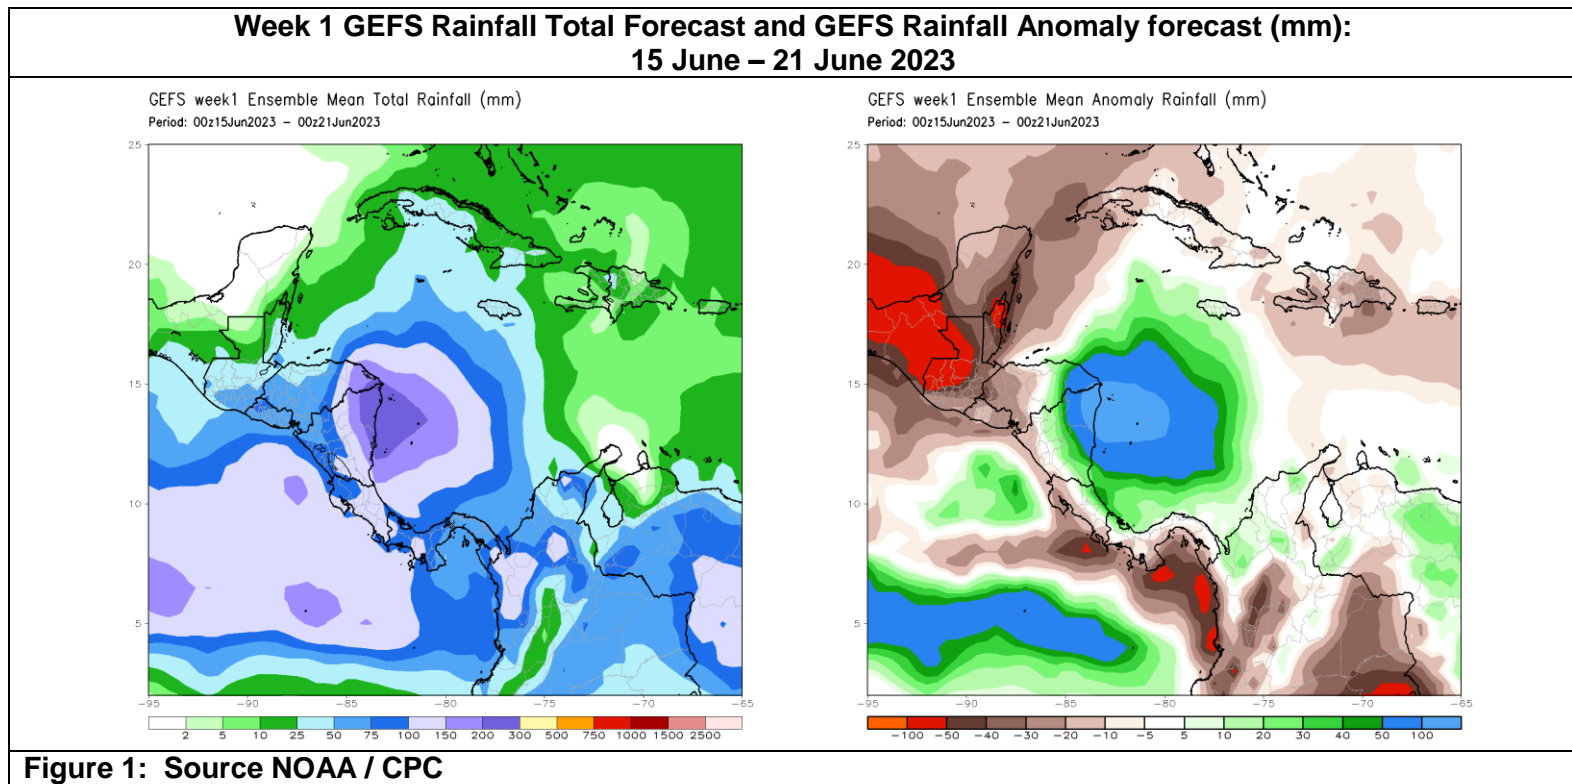 Week 1 GEFS Rainfall Total Forecast and GEFS Rainfall Anomaly forecast (mm):
15 June – 21 June 2023
GEFS week1 Ensemble Mean Total Rainfall (mm)
Period: 00z15Jun2023 – 00z21Jun2023
25
20
15
10
5
−95 −90 −85 −80 −75 −70 −65
2 5 10 25 50 75 100 150 200 300 500 750 1000 1500 2500
GEFS week1 Ensemble Mean Anomaly Rainfall (mm)
Period: 00z15Jun2023 – 00z21Jun2023
25
20
15
10
5
−95 −90 −85 −80 −75 −70 −65
−100 −50 −40 −30 −20 −10 −5 5 10 20 30 40 50 100
Figure 1: Source NOAA / CPC